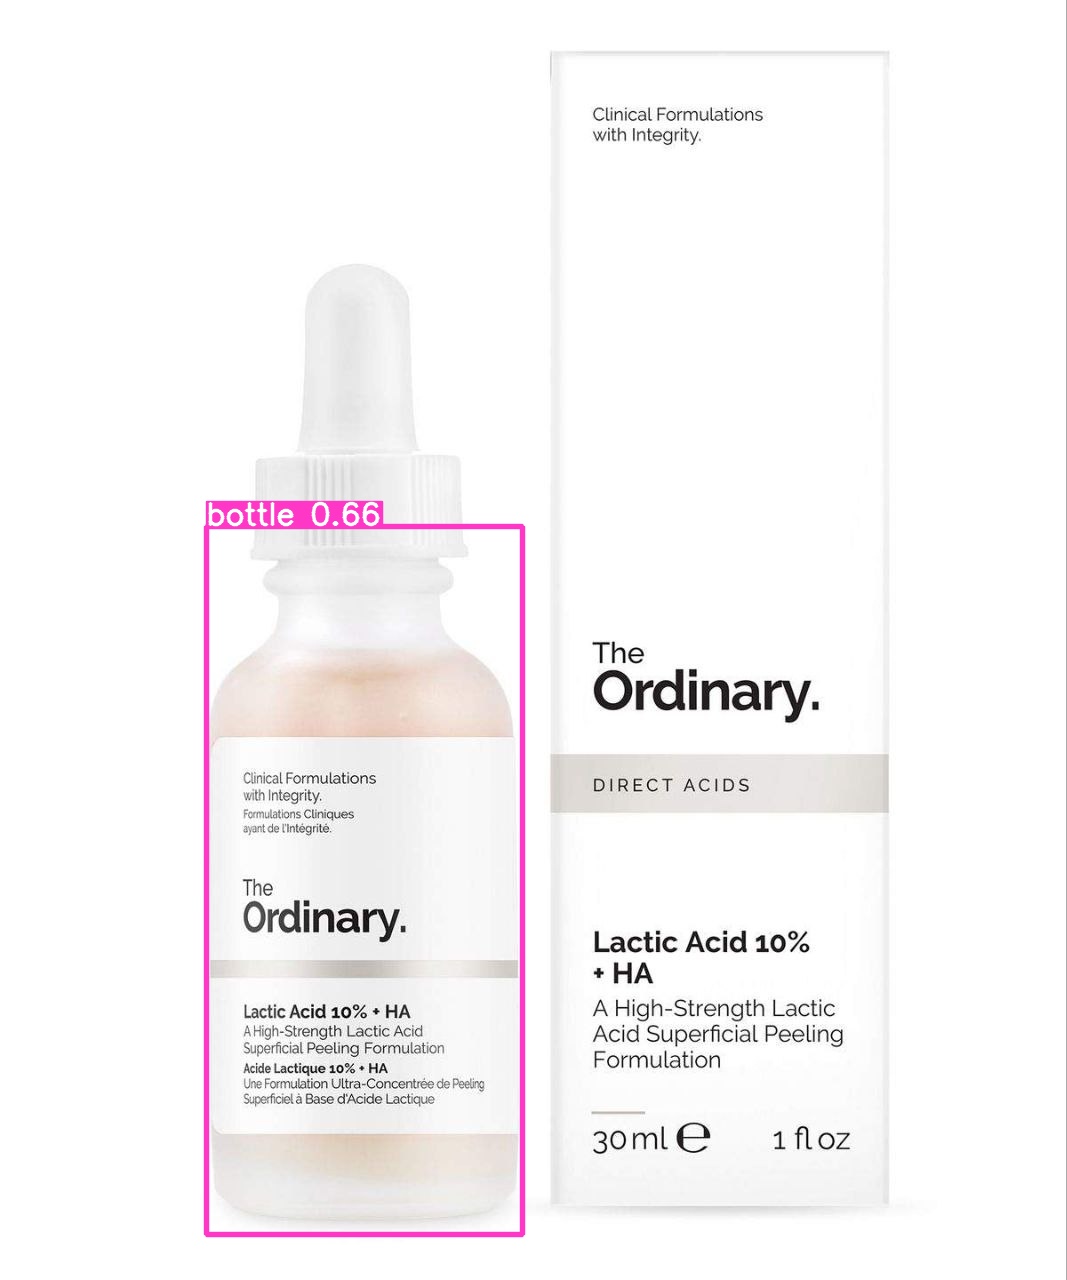 bottle 0.66
Clinical Formulations
with Integrity.
Formulations Cliniques
ayant de l'Intégrité.
The
Ordinary.
Lactic Acid 10% + HA
A High-Strength Lactic Acid
Superficial Peeling Formulation
Acide Lactique 10% + HA
Une Formulation Ultra-Concentrée de Peeling
Superficiel à Base d'Acide Lactique
Clinical Formulations
with Integrity.
The
Ordinary.
DIRECT ACIDS
Lactic Acid 10%
+ HA
A High-Strength Lactic
Acid Superficial Peeling
Formulation
30 ml ℮ 1 fl oz